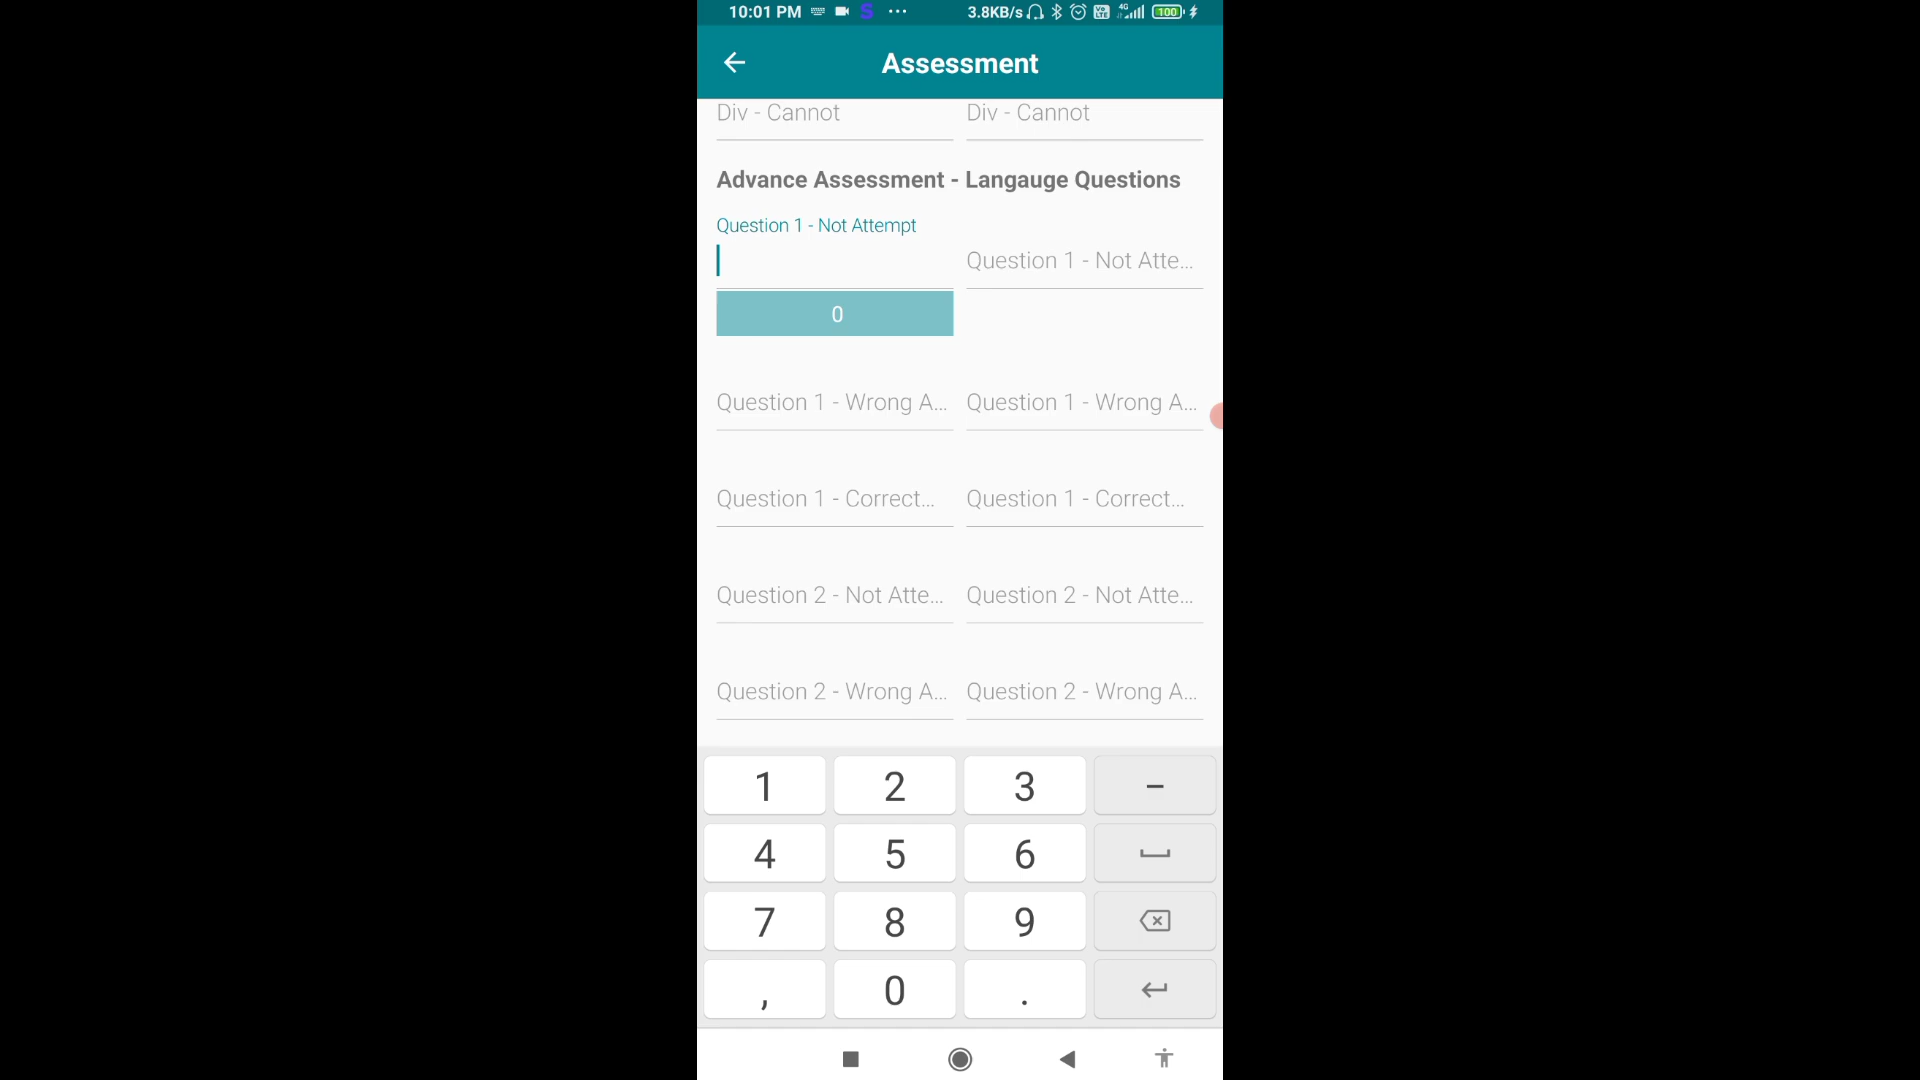 10:01 PM S ... 3.8KB/s Vo LTE 4G 100
Assessment
Div - Cannot Div - Cannot
Advance Assessment - Langauge Questions
Question 1 - Not Attempt
Question 1 - Not Atte...
0
Question 1 - Wrong A... Question 1 - Wrong A...
Question 1 - Correct... Question 1 - Correct...
Question 2 - Not Atte... Question 2 - Not Atte...
Question 2 - Wrong A... Question 2 - Wrong A...
1 2 3 –
4 5 6
7 8 9
, 0 .